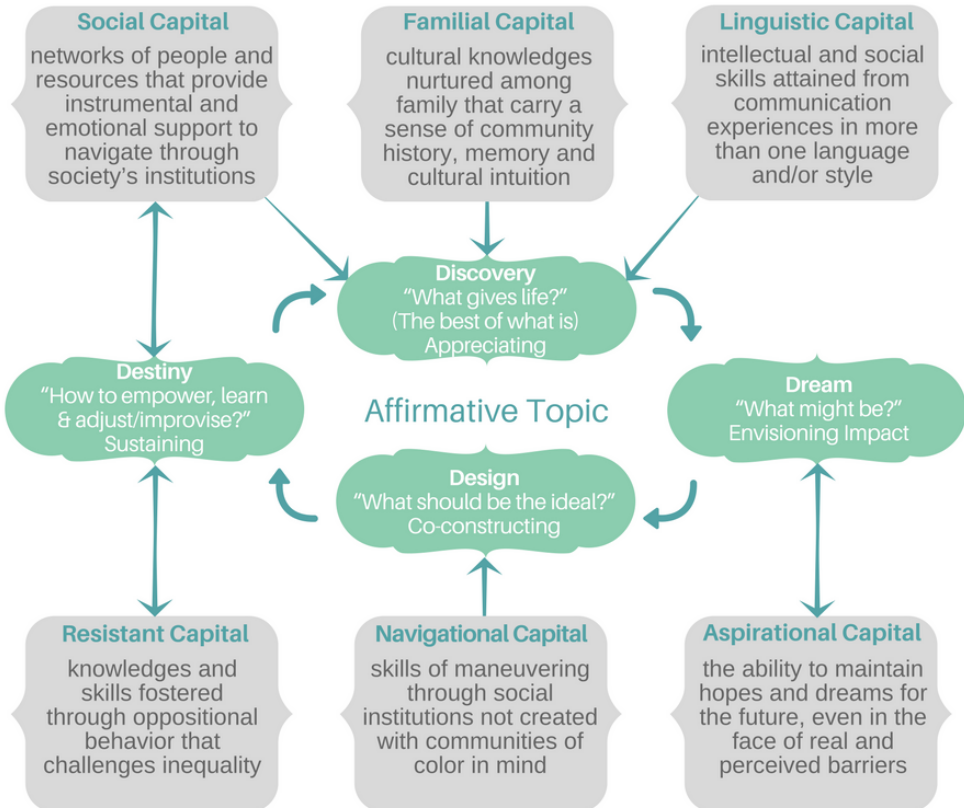 Social Capital
networks of people and
resources that provide
instrumental and
emotional support to
navigate through
society's institutions
Familial Capital
cultural knowledges
nurtured among
family that carry a
sense of community
history, memory and
cultural intuition
Linguistic Capital
intellectual and social
skills attained from
communication
experiences in more
than one language
and/or style
Discovery
"What gives life?"
(The best of what is)
Appreciating
Destiny
"How to empower, learn
& adjust/improvise?"
Sustaining
Affirmative Topic
Dream
"What might be?"
Envisioning Impact
Design
"What should be the ideal?"
Co-constructing
Resistant Capital
knowledges and
skills fostered
through oppositional
behavior that
challenges inequality
Navigational Capital
skills of maneuvering
through social
institutions not created
with communities of
color in mind
Aspirational Capital
the ability to maintain
hopes and dreams for
the future, even in the
face of real and
perceived barriers